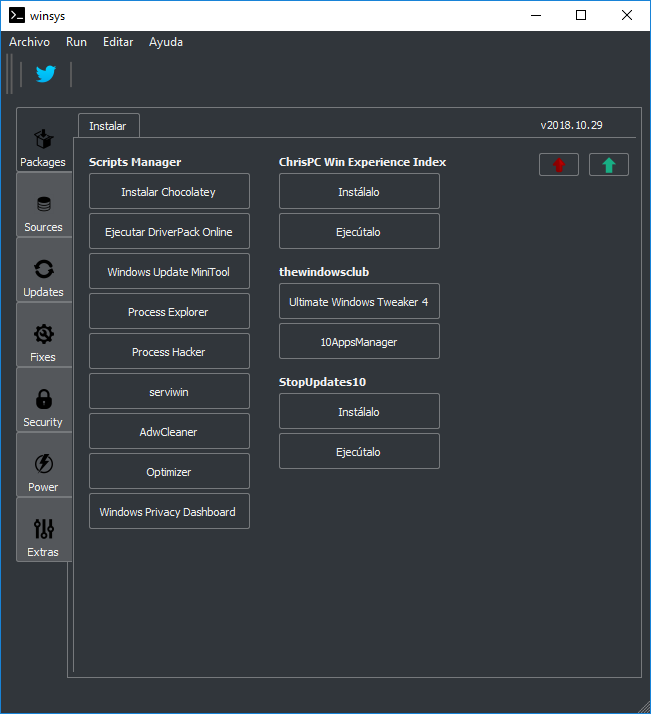 winsys
Archivo Run Editar Ayuda
Packages
Sources
Updates
Fixes
Security
Power
Extras
Instalar
v2018.10.29
Scripts Manager
Instalar Chocolatey
Ejecutar DriverPack Online
Windows Update MiniTool
Process Explorer
Process Hacker
serviwin
AdwCleaner
Optimizer
Windows Privacy Dashboard
ChrisPC Win Experience Index
Instálalo
Ejecútalo
thewindowsclub
Ultimate Windows Tweaker 4
10AppsManager
StopUpdates10
Instálalo
Ejecútalo